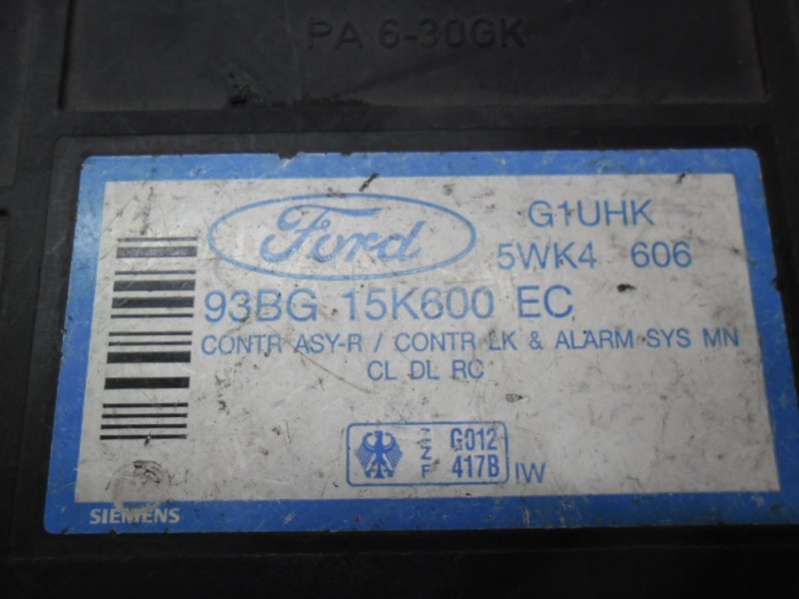 PA 6-30GK
Ford
G1UHK
5WK4 606
93BG 15K600 EC
CONTR ASY-R / CONTR LK & ALARM SYS MN
CL DL RC
ZZF G012
417B IW
SIEMENS